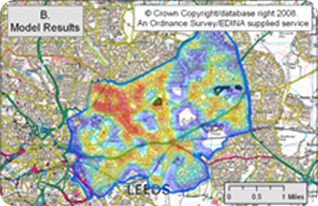 B.
Model Results
© Crown Copyright/database right 2008.
An Ordnance Survey/EDINA supplied service
LEEDS
0 0.5 1 Miles